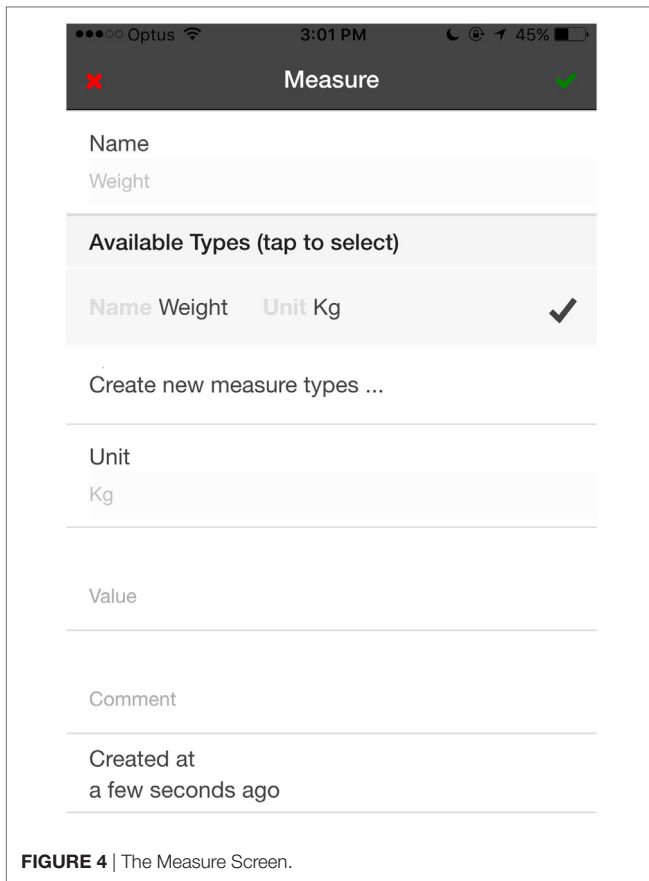 Optus 3:01 PM 45%
Measure
Name
Weight
Available Types (tap to select)
Name Weight Unit Kg
Create new measure types ...
Unit
Kg
Value
Comment
Created at
a few seconds ago
FIGURE 4 | The Measure Screen.